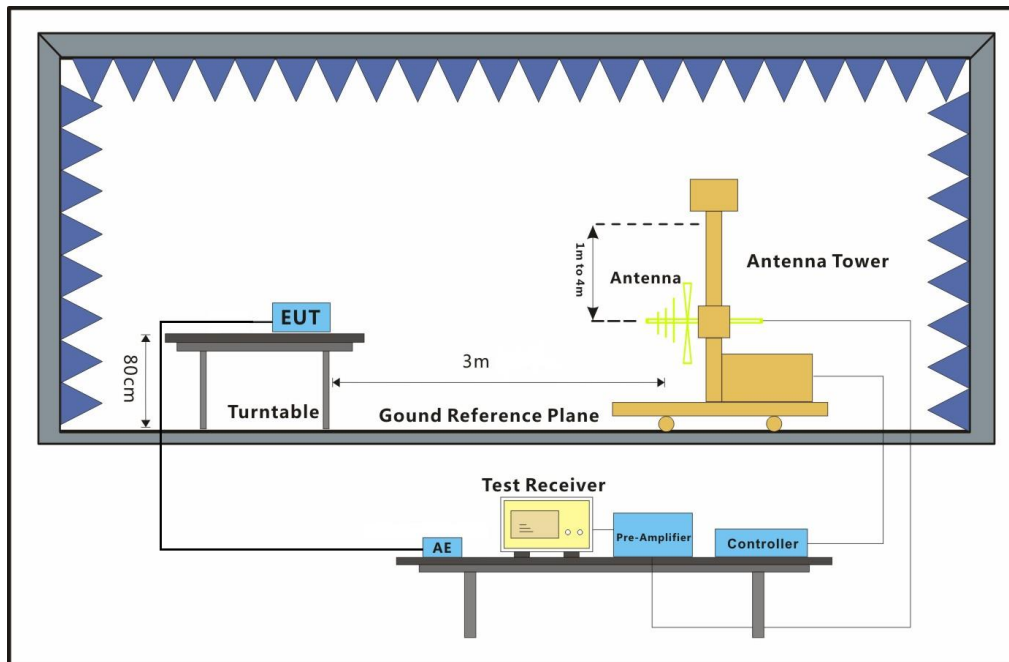 1m to 4m
Antenna
Antenna Tower
EUT
80cm
3m
Turntable
Gound Reference Plane
Test Receiver
AE
Pre-Amplifier
Controller